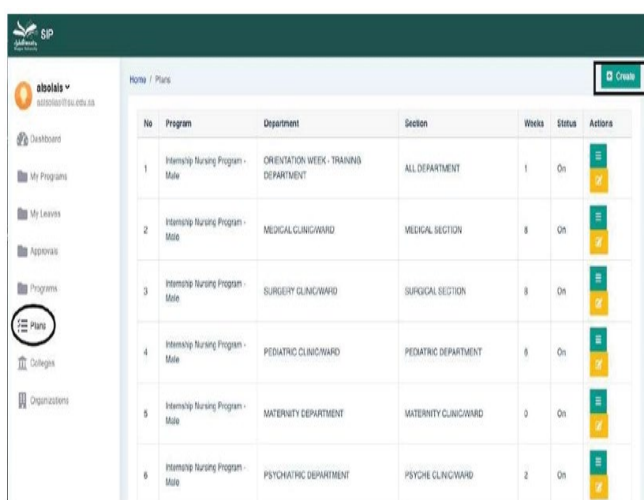 SIP
alsolais
Home / Plans
Create
Dashboard
My Programs
My Leaves
Approvals
Programs
Plans
Colleges
Organizations
No Program Department Section Weeks Status Actions
1 Internship Nursing Program - Male ORIENTATION WEEK - TRAINING DEPARTMENT ALL DEPARTMENT 1 On
2 Internship Nursing Program - Male MEDICAL CLINIC/WARD MEDICAL SECTION 8 On
3 Internship Nursing Program - Male SURGERY CLINIC/WARD SURGICAL SECTION 8 On
4 Internship Nursing Program - Male PEDIATRIC CLINIC/WARD PEDIATRIC DEPARTMENT On
5 Internship Nursing Program - Male MATERNITY DEPARTMENT MATERNITY CLINIC/WARD 0 On
6 Internship Nursing Program - Male PSYCHIATRIC DEPARTMENT PSYCHE CLINIC/WARD 2 On